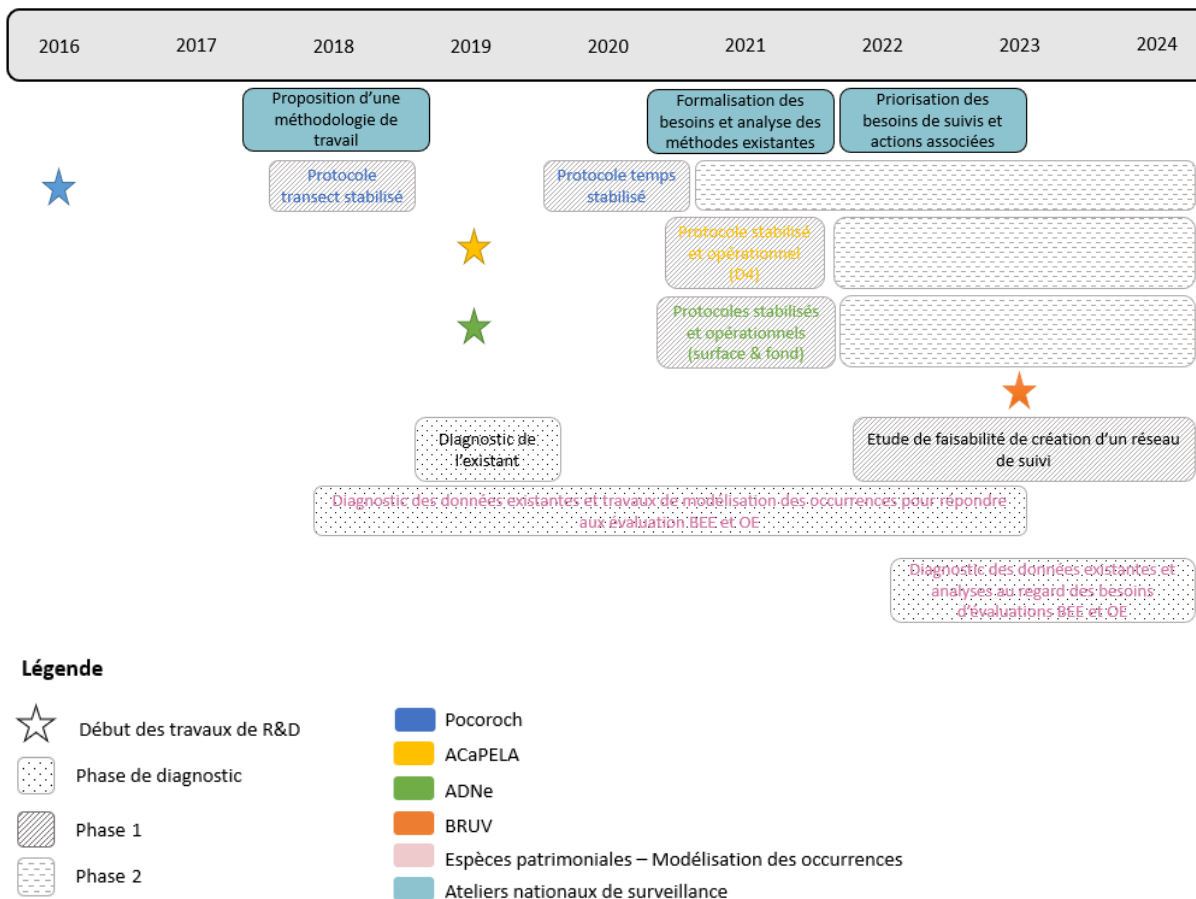 2016 2017 2018 2019 2020 2021 2022 2023 2024
Proposition d'une
méthodologie de
travail
Formalisation des
besoins et analyse des
méthodes existantes
Priorisation des
besoins de suivis et
actions associées
Protocole
transect stabilisé
Protocole temps
stabilisé
Protocole stabilisé
et opérationnel
(D4)
Protocoles stabilisés
et opérationnels
(surface & fond)
Diagnostic de
l'existant
Etude de faisabilité de création d'un réseau
de suivi
Diagnostic des données existantes et travaux de modélisation des occurrences pour répondre
aux évaluation BEE et OE
Diagnostic des données existantes et
analyses au regard des besoins
d'évaluations BEE et OE
Légende
Début des travaux de R&D
Phase de diagnostic
Phase 1
Phase 2
Pocoroch
ACaPELA
ADNe
BRUV
Espèces patrimoniales – Modélisation des occurrences
Ateliers nationaux de surveillance